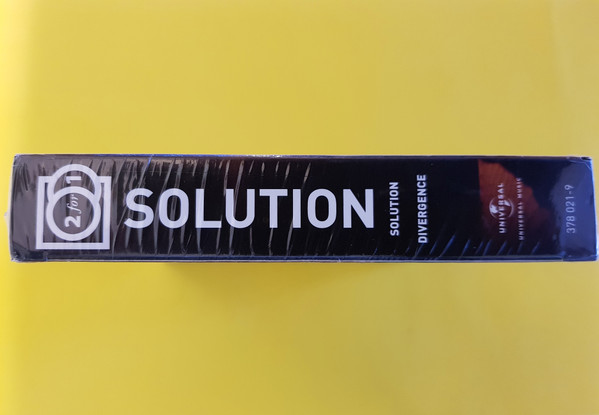 2 for 1
SOLUTION
SOLUTION
DIVERGENCE
UNIVERSAL
UNIVERSAL MUSIC
378 021-9